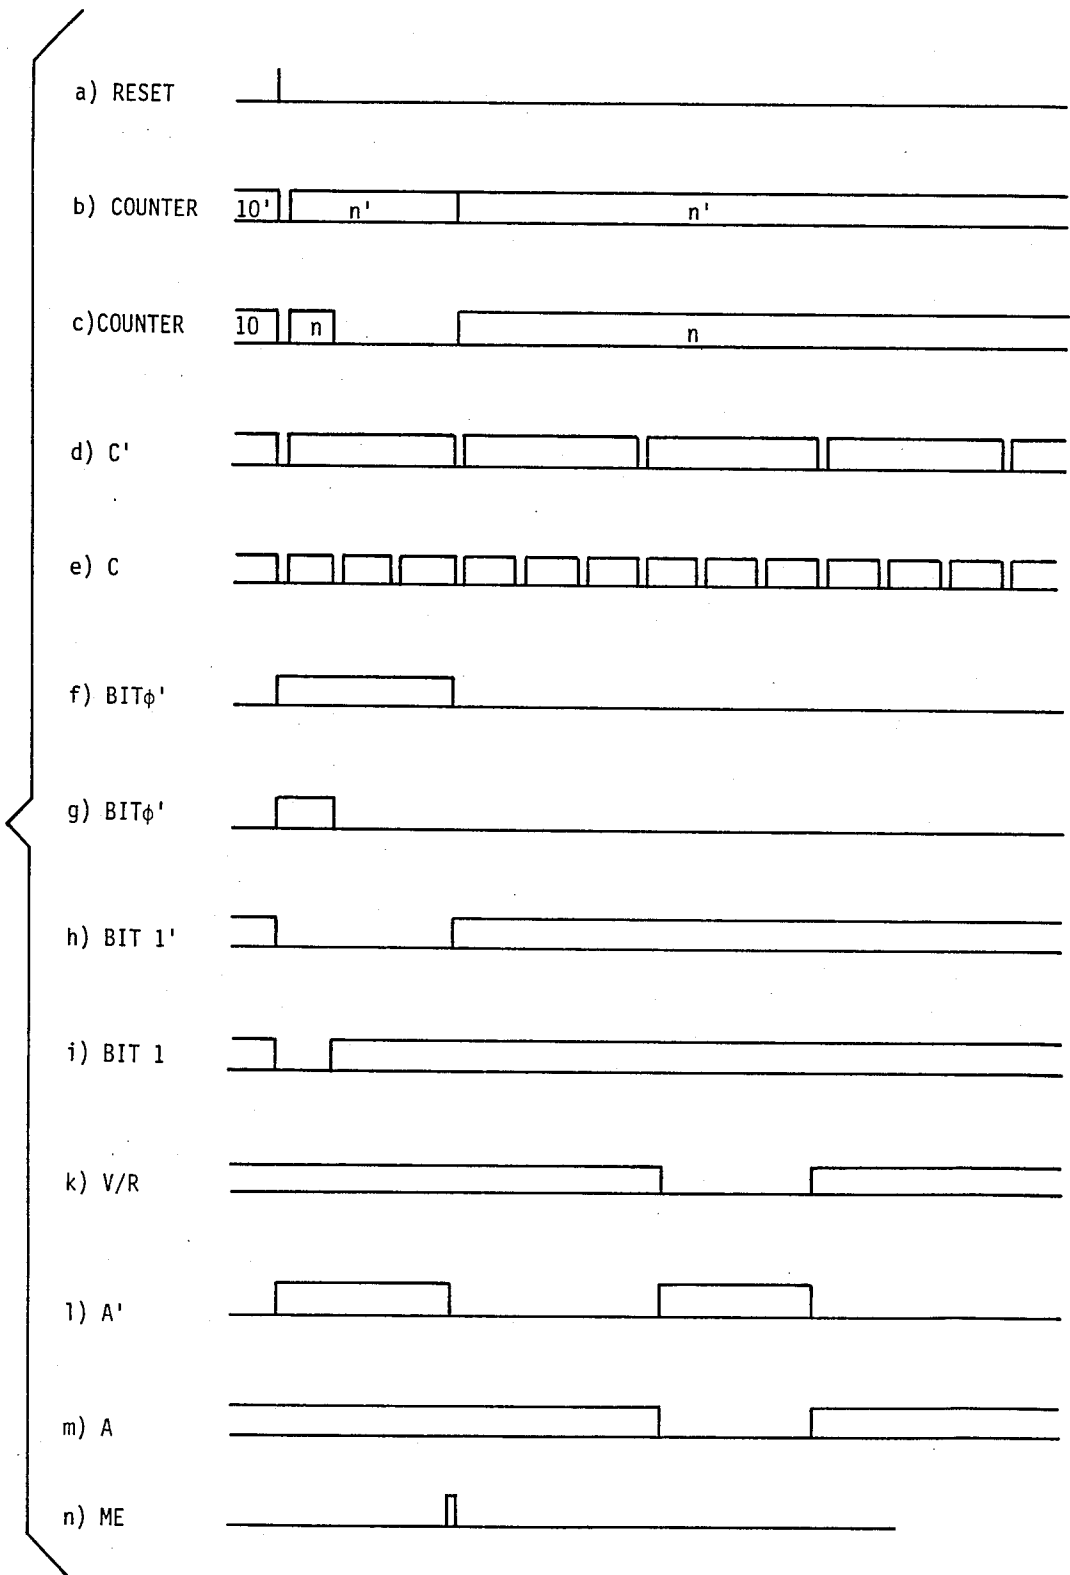 a) RESET
b) COUNTER 10' n' n'
c)COUNTER 10 n n
d) C'
e) C
f) BITϕ'
g) BITϕ'
h) BIT 1'
i) BIT 1
k) V/R
l) A'
m) A
n) ME